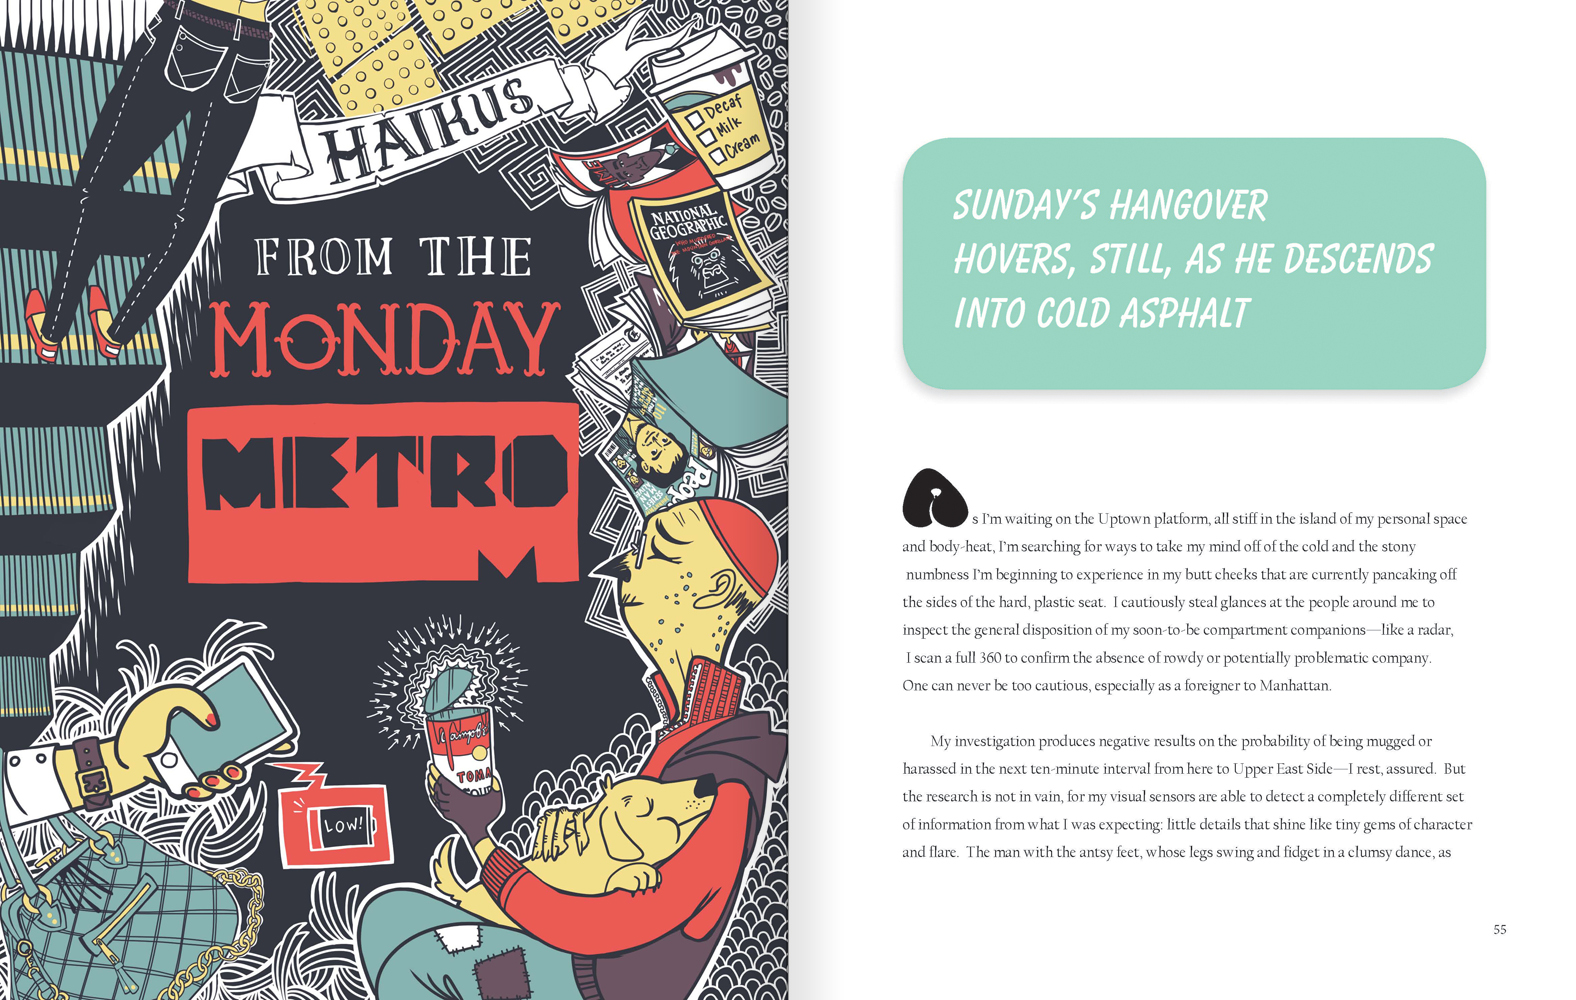 HAIKUS
FROM THE
MONDAY
METRO
M
Decaf
Milk
Cream
NATIONAL
GEOGRAPHIC
PEOPLE
TOMA
LOW!
SUNDAY'S HANGOVER
HOVERS, STILL, AS HE DESCENDS
INTO COLD ASPHALT
As I'm waiting on the Uptown platform, all stiff in the island of my personal space
and body-heat, I'm searching for ways to take my mind off of the cold and the stony
numbness I'm beginning to experience in my butt cheeks that are currently pancaking off
the sides of the hard, plastic seat. I cautiously steal glances at the people around me to
inspect the general disposition of my soon-to-be compartment companions—like a radar,
I scan a full 360 to confirm the absence of rowdy or potentially problematic company.
One can never be too cautious, especially as a foreigner to Manhattan.
My investigation produces negative results on the probability of being mugged or
harassed in the next ten-minute interval from here to Upper East Side—I rest, assured. But
the research is not in vain, for my visual sensors are able to detect a completely different set
of information from what I was expecting: little details that shine like tiny gems of character
and flare. The man with the antsy feet, whose legs swing and fidget in a clumsy dance, as
55